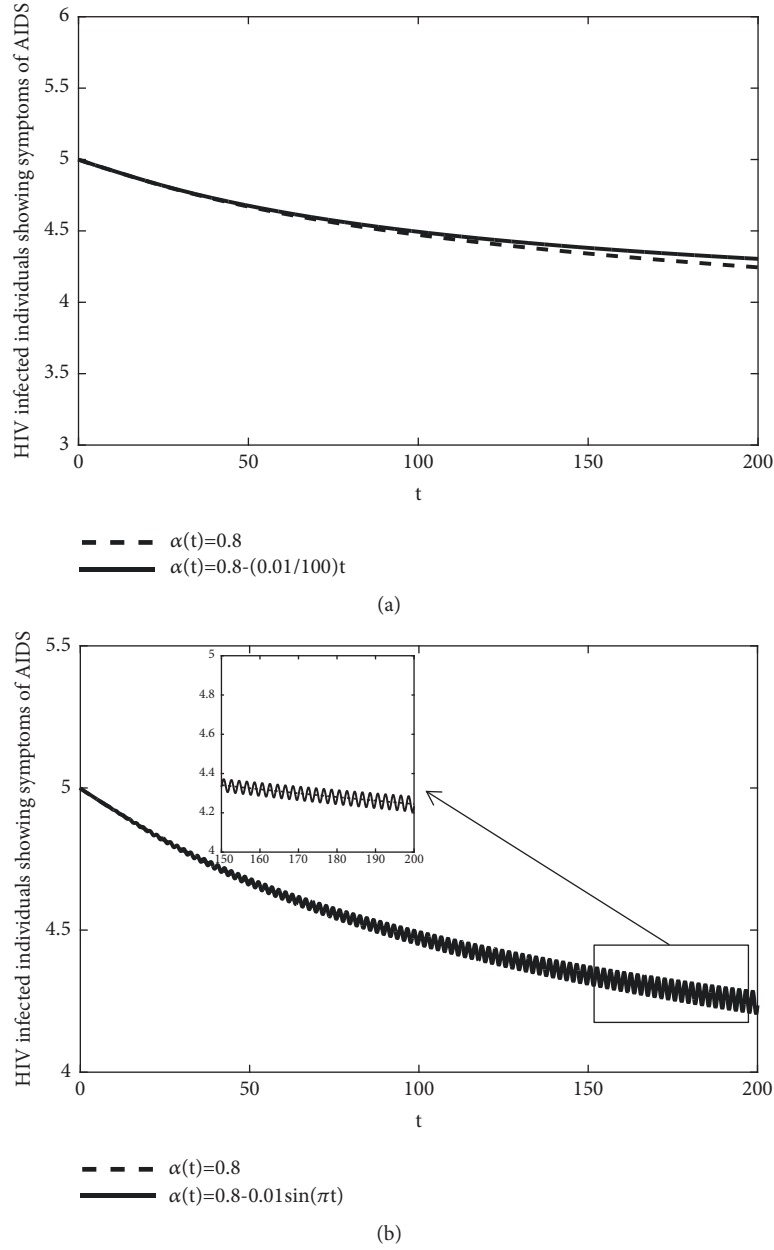 HIV infected individuals showing symptoms of AIDS
6
5.5
5
4.5
4
3.5
3
0 50 100 150 200
t
α(t)=0.8
α(t)=0.8-(0.01/100)t
(a)
HIV infected individuals showing symptoms of AIDS
5.5
5
4.5
4
5
4.8
4.6
4.4
4.2
4
150 160 170 180 190 200
0 50 100 150 200
t
α(t)=0.8
α(t)=0.8-0.01sin(πt)
(b)